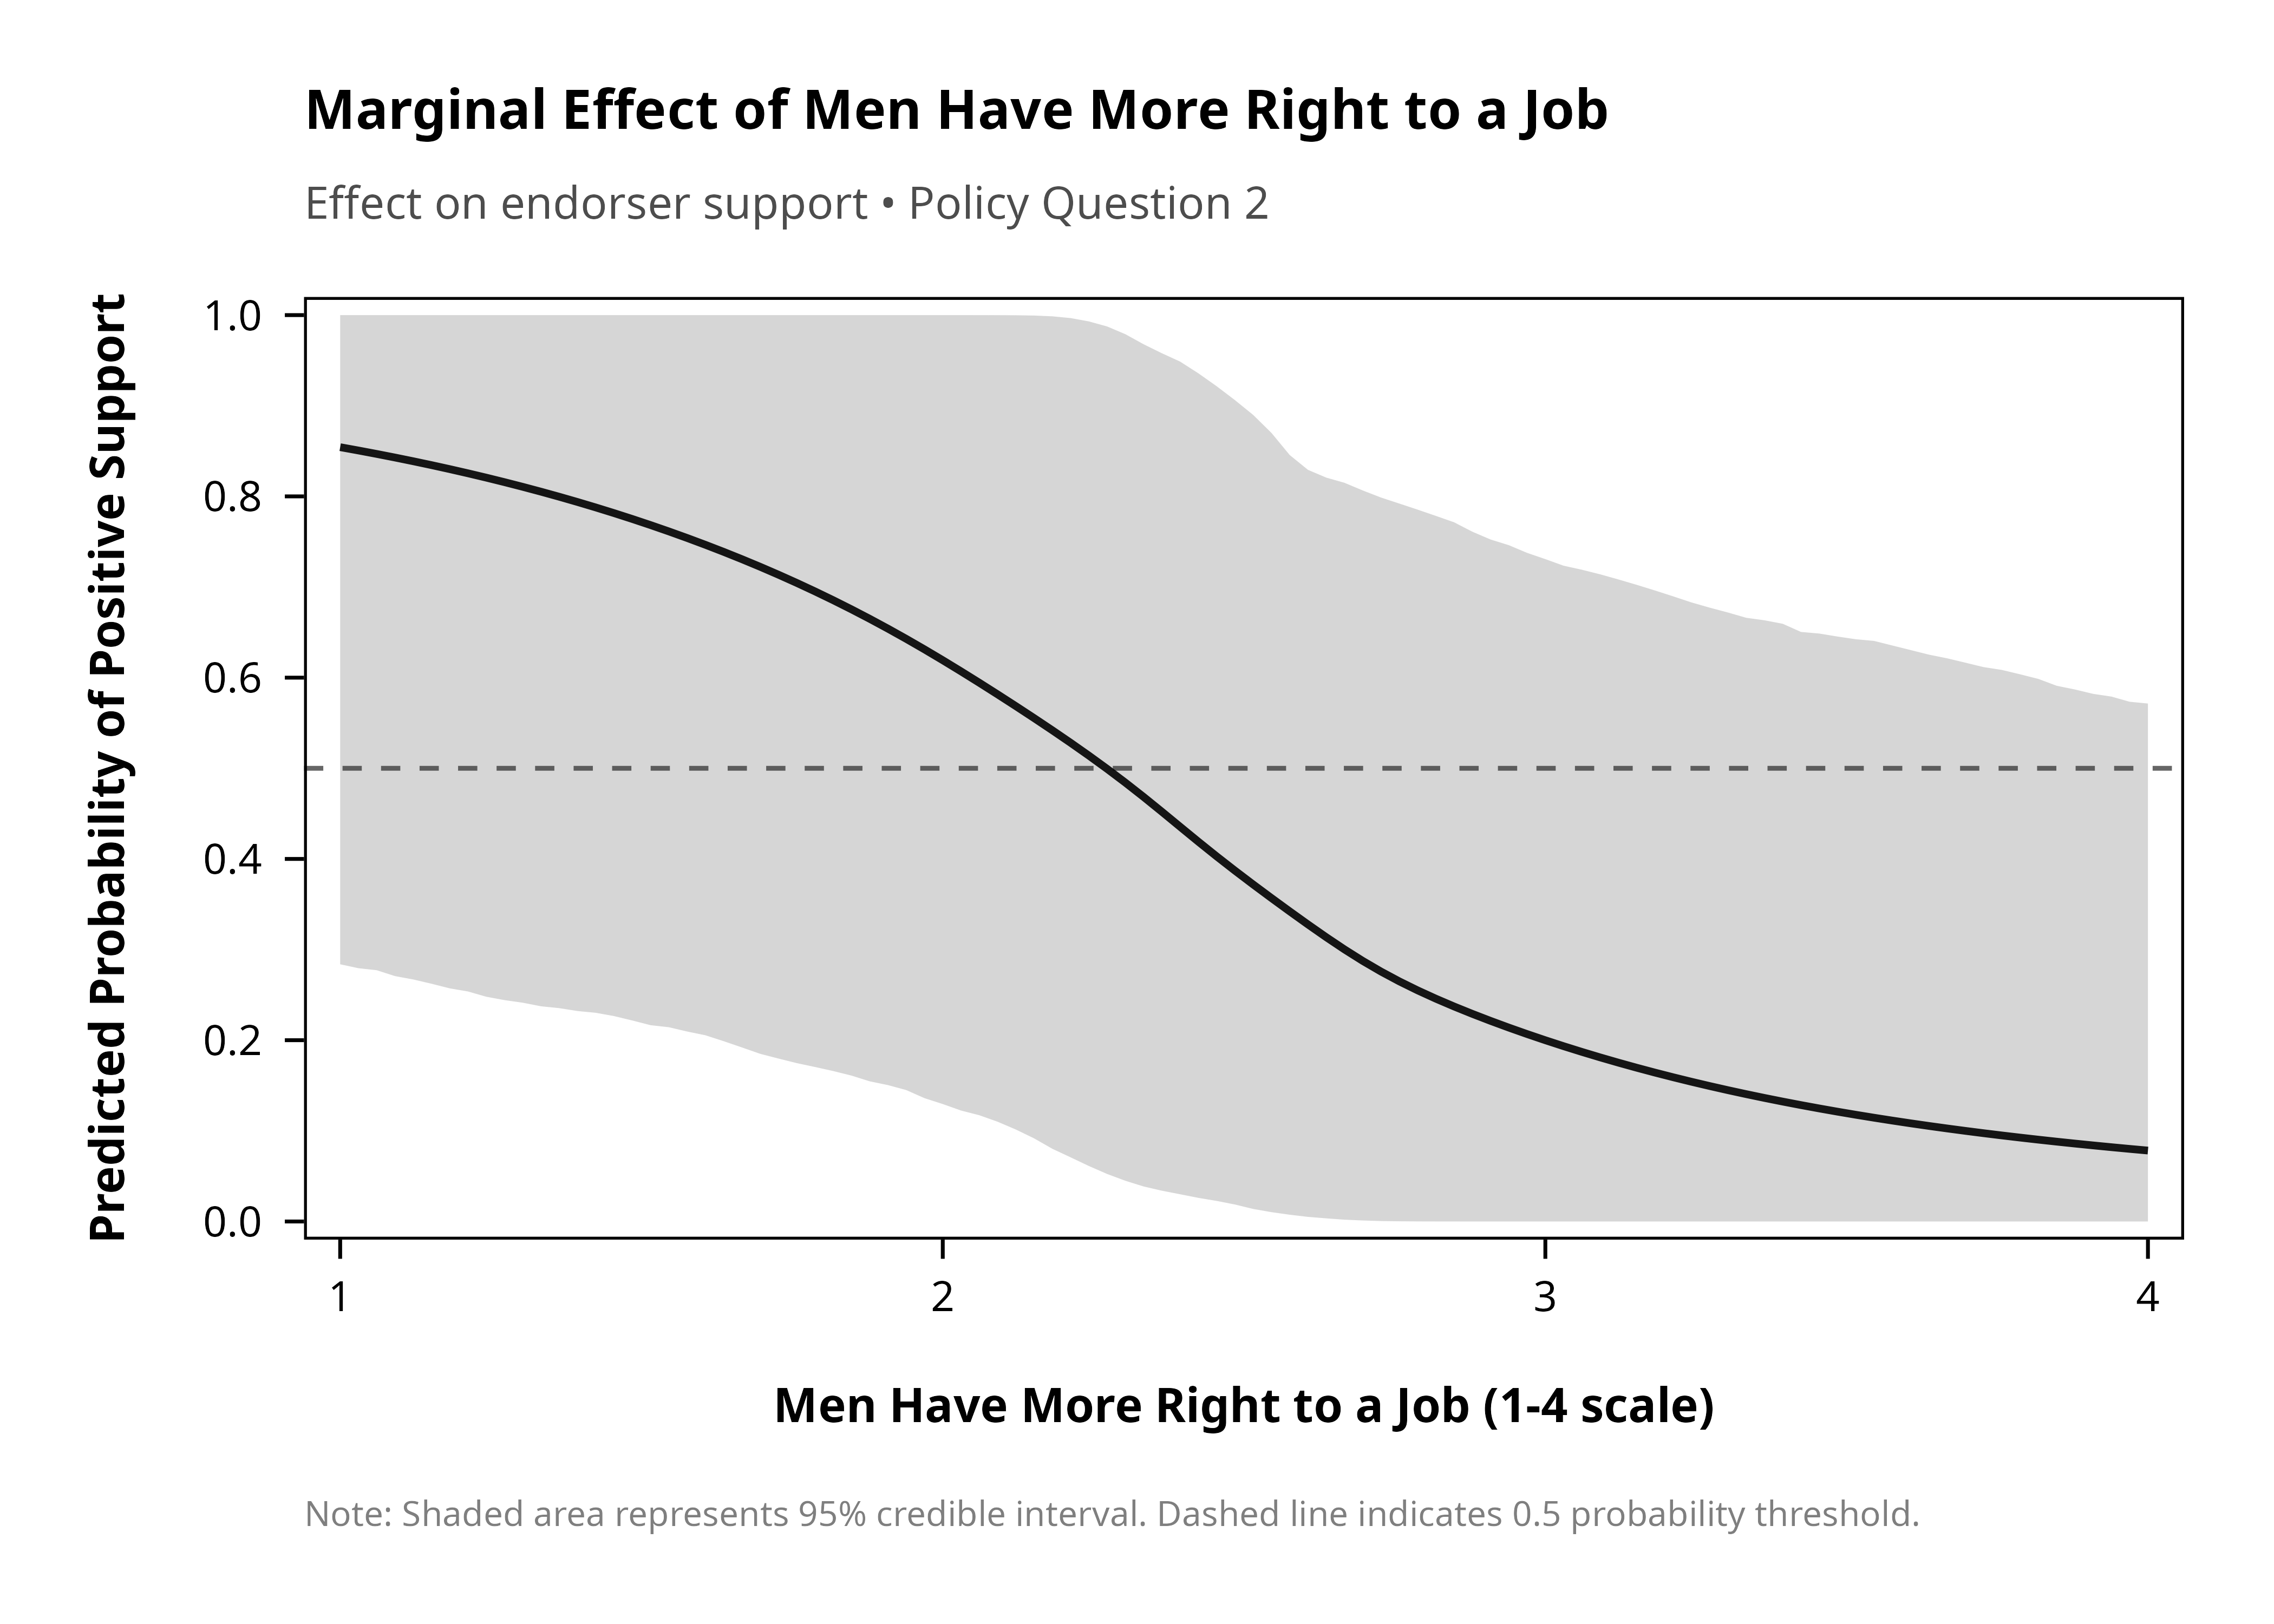 Marginal Effect of Men Have More Right to a Job
Effect on endorser support • Policy Question 2
Predicted Probability of Positive Support
1.0
0.8
0.6
0.4
0.2
0.0
1 2 3 4
Men Have More Right to a Job (1-4 scale)
Note: Shaded area represents 95% credible interval. Dashed line indicates 0.5 probability threshold.